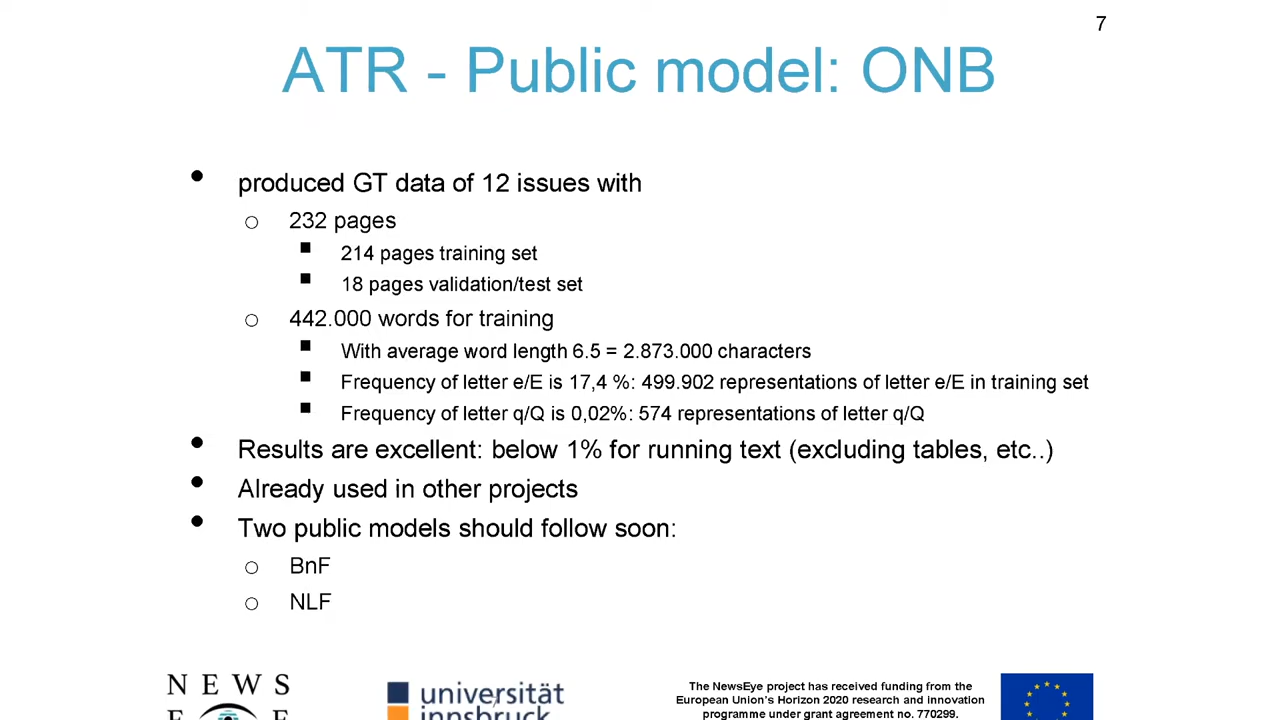 7
ATR - Public model: ONB
• produced GT data of 12 issues with
o 232 pages
▪ 214 pages training set
▪ 18 pages validation/test set
o 442.000 words for training
▪ With average word length 6.5 = 2.873.000 characters
▪ Frequency of letter e/E is 17,4 %: 499.902 representations of letter e/E in training set
▪ Frequency of letter q/Q is 0,02%: 574 representations of letter q/Q
• Results are excellent: below 1% for running text (excluding tables, etc..)
• Already used in other projects
• Two public models should follow soon:
o BnF
o NLF
NEWS
E E
universität
innsbruck
The NewsEye project has received funding from the
European Union's Horizon 2020 research and innovation
programme under grant agreement no. 770299.